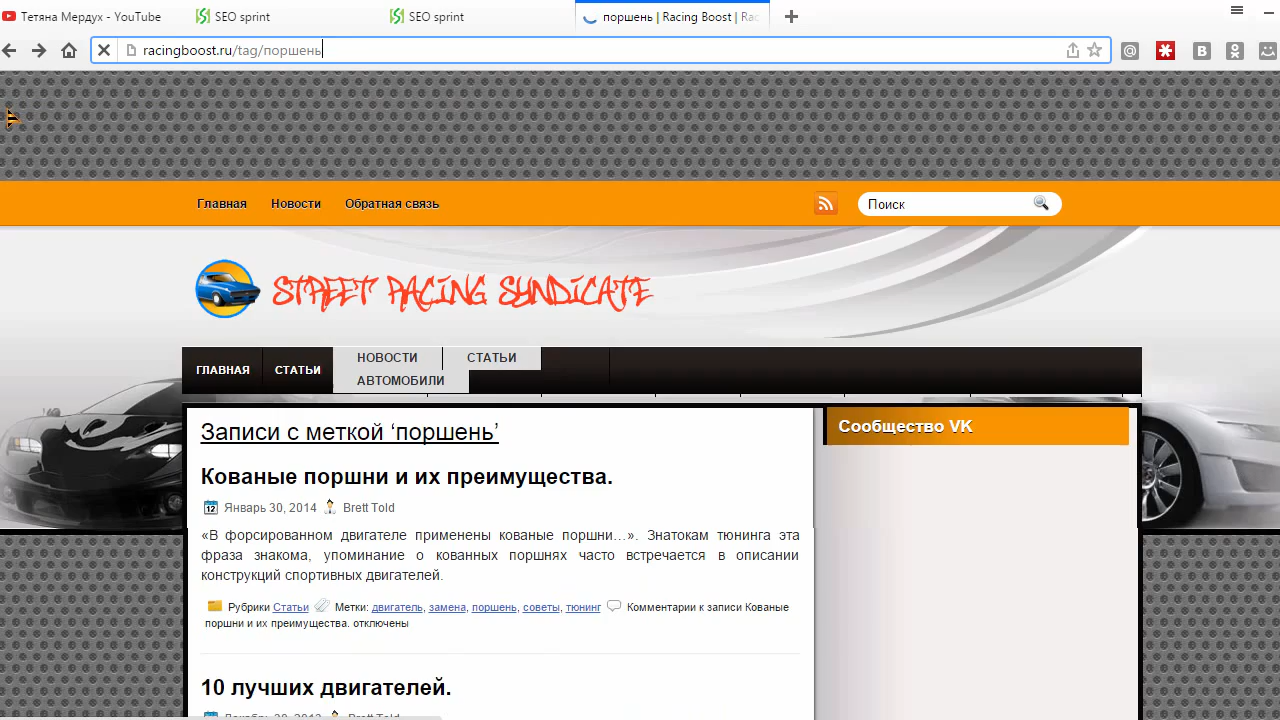 Тетяна Мердух - YouTube
SEO sprint
SEO sprint
поршень | Racing Boost | Rac
racingboost.ru/tag/поршень
Главная
Новости
Обратная связь
Поиск
STREET RACING SYNDICATE
ГЛАВНАЯ
СТАТЬИ
НОВОСТИ
СТАТЬИ
АВТОМОБИЛИ
Записи с меткой ‘поршень’
Сообщество VK
Кованые поршни и их преимущества.
12 Январь 30, 2014 Brett Told
«В форсированном двигателе применены кованые поршни…». Знатокам тюнинга эта
фраза знакома, упоминание о кованных поршнях часто встречается в описании
конструкций спортивных двигателей.
Рубрики Статьи Метки: двигатель, замена, поршень, советы, тюнинг Комментарии к записи Кованые
поршни и их преимущества. отключены
10 лучших двигателей.
Brett Told